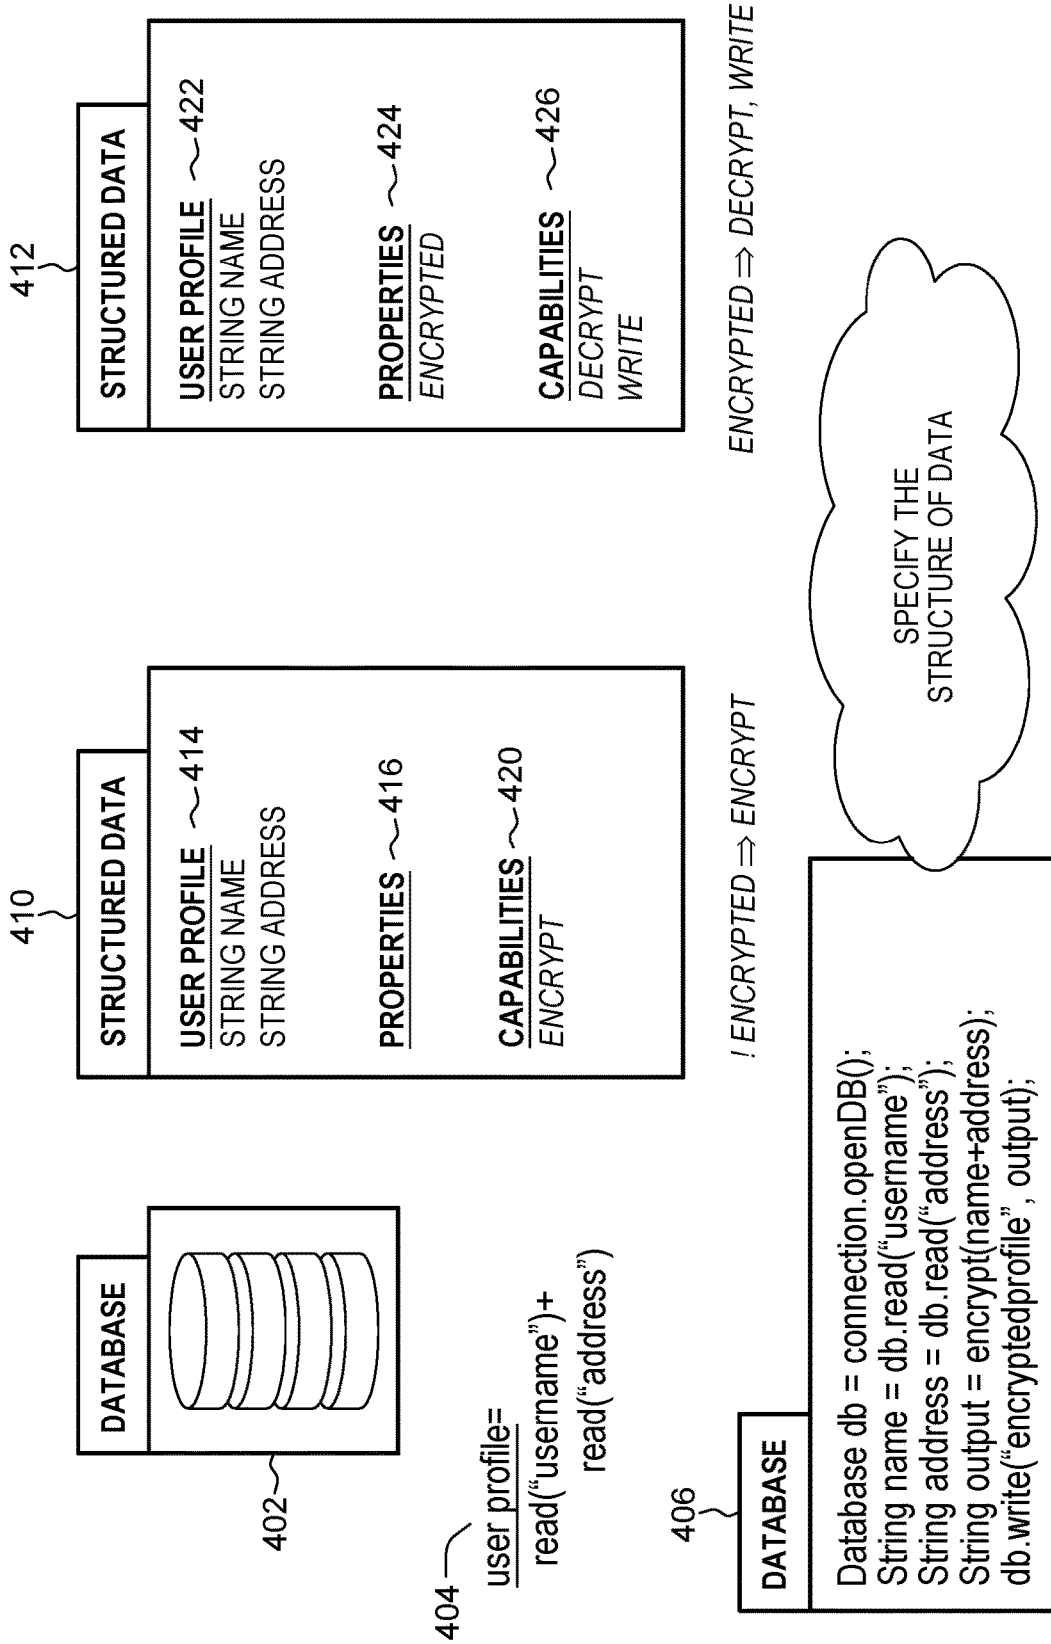 DATABASE
402
404
user profile=
read(“username”)+
read(“address”)
410
STRUCTURED DATA
USER PROFILE 414
STRING NAME
STRING ADDRESS
PROPERTIES 416
CAPABILITIES 420
ENCRYPT
! ENCRYPTED ⇒ ENCRYPT
412
STRUCTURED DATA
USER PROFILE 422
STRING NAME
STRING ADDRESS
PROPERTIES 424
ENCRYPTED
CAPABILITIES 426
DECRYPT
WRITE
ENCRYPTED ⇒ DECRYPT, WRITE
406
DATABASE
Database db = connection.openDB();
String name = db.read(“username”);
String address = db.read(“address”);
String output = encrypt(name+address);
db.write(“encryptedprofile”, output);
SPECIFY THE
STRUCTURE OF DATA